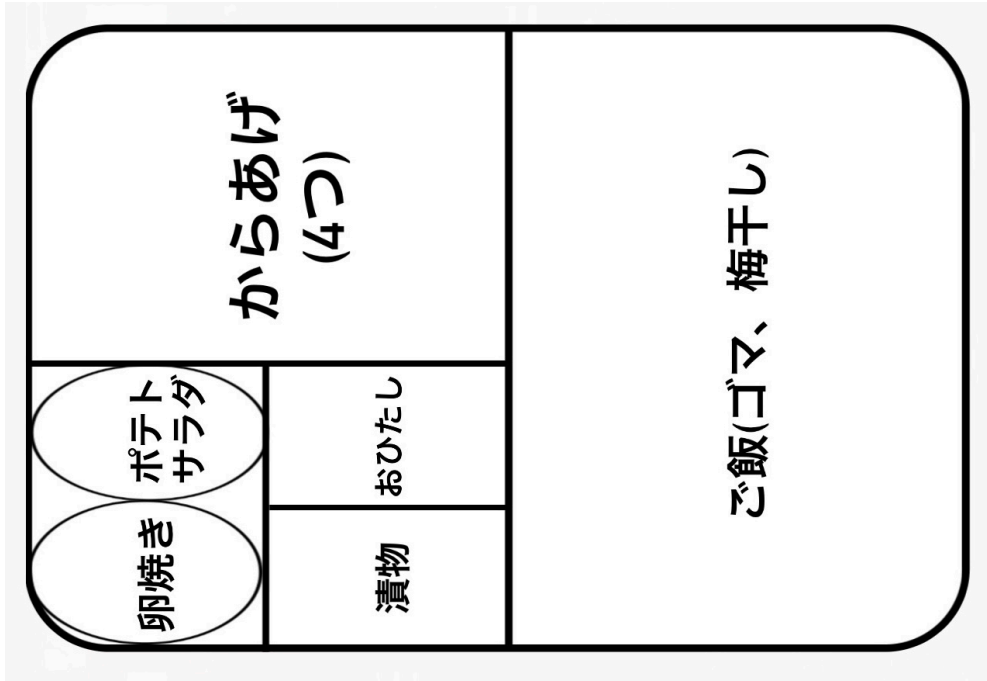 卵焼き
ポテト
サラダ
からあげ
(4つ)
漬物
おひたし
ご飯(ゴマ、梅干し)